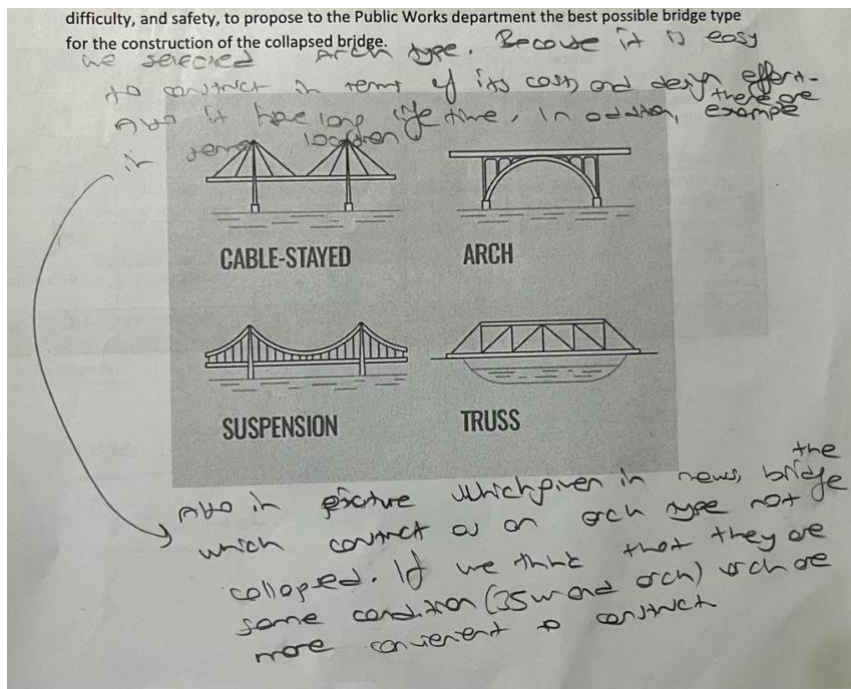 difficulty, and safety, to propose to the Public Works department the best possible bridge type
for the construction of the collapsed bridge.
we selected Arch type. Because it is easy
to construct in terms of its cost, and design effort.
Also it have long life time, In addition, there are example
in terms location
CABLE-STAYED
ARCH
SUSPENSION
TRUSS
Also in picture which given in news, the bridge
which contract as an arch type not
collapsed. If we think that they are
same condition (35W and arch) arch are
more convenient to construct